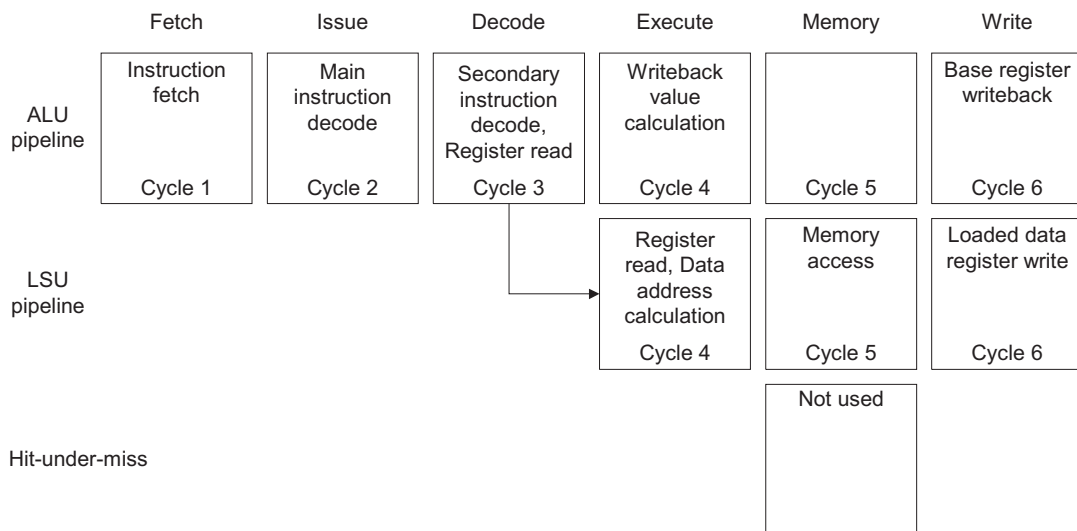 Fetch
Issue
Decode
Execute
Memory
Write
ALU
pipeline
Instruction
fetch
Cycle 1
Main
instruction
decode
Cycle 2
Secondary
instruction
decode,
Register read
Cycle 3
Writeback
value
calculation
Cycle 4
Cycle 5
Base register
writeback
Cycle 6
LSU
pipeline
Register
read, Data
address
calculation
Cycle 4
Memory
access
Cycle 5
Loaded data
register write
Cycle 6
Hit-under-miss
Not used